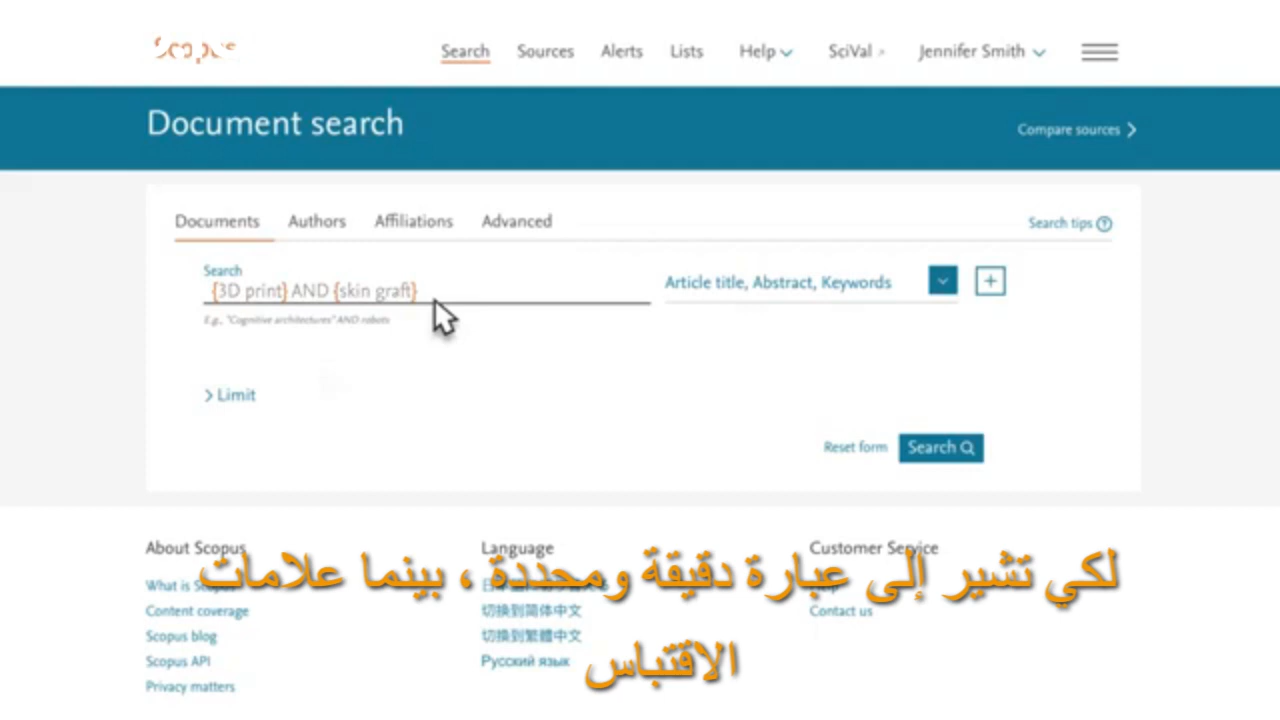 Scopus
Search Sources Alerts Lists Help SciVal Jennifer Smith
Document search
Compare sources
Documents Authors Affiliations Advanced
Search tips
Search
{3D print} AND {skin graft}
Article title, Abstract, Keywords
E.g., "Cognitive architectures" AND robots
Limit
Reset form
Search
About Scopus
What is Scopus
Content coverage
Scopus blog
Scopus API
Privacy matters
Language
切换到简体中文
切換到繁體中文
Русский язык
Customer Service
Contact us
لكي تشير إلى عبارة دقيقة ومحددة ، بينما علامات
الاقتباس